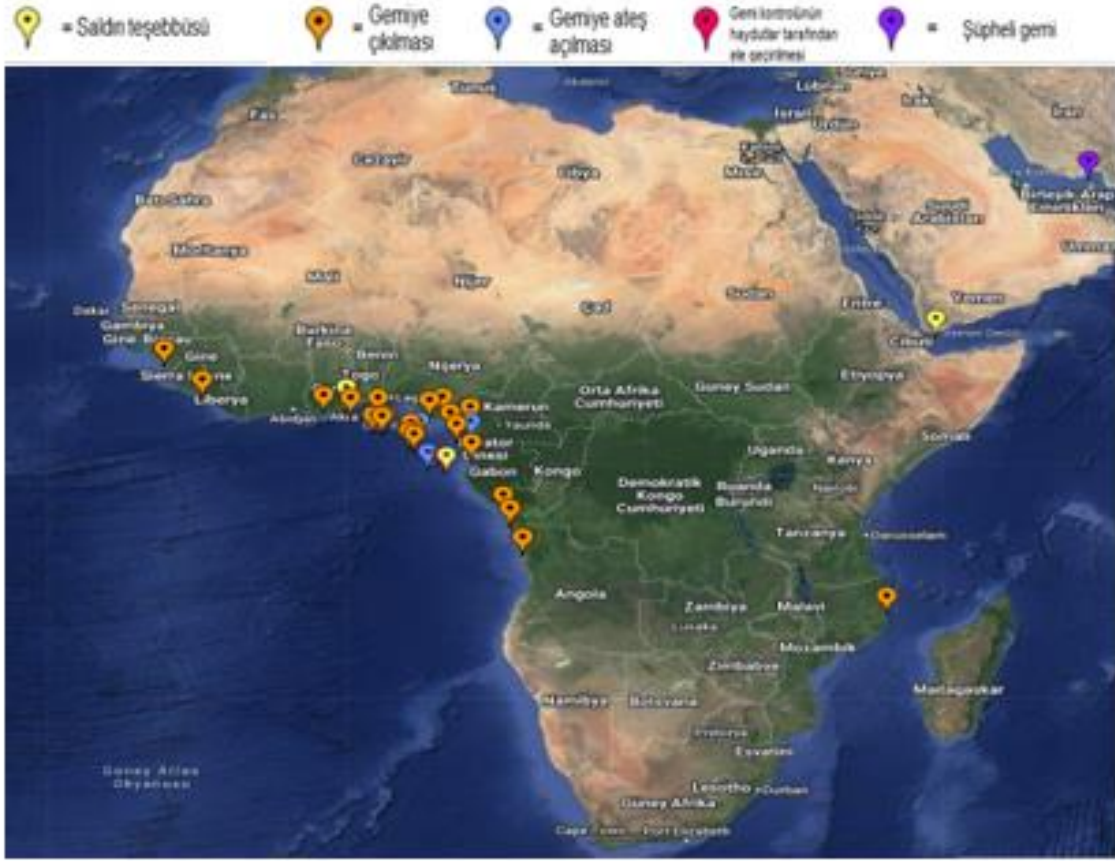 = Saldırı teşebbüsü
= Gemiye
çıkılması
= Gemiye ateş
açılması
Gemi kontrolünün
haydutlar tarafından
ele geçirilmesi
= Şüpheli gemi
Tunus
Fas
Lübnan
Irak
İran
İsrail
Ürdün
Cezayir
Libya
Mısır
Batı Sahra
Birleşik Arap
Emirlikleri
Suudi
Arabistan
Moritanya
Umman
Mali
Nijer
Çad
Sudan
Eritre
Yemen
Dakar
Senegal
Gambiya
Gine Bissau
Gine
Burkina
Faso
Benin
Togo
Nijerya
Cibuti
Sierra
Liberya
Abidjan
Akra
Kamerun
Yaunde
Orta Afrika
Cumhuriyeti
Güney Sudan
Etiyopya
Somali
Ginesi
Gabon
Kongo
Uganda
Kenya
Nairobi
Demokratik
Kongo
Cumhuriyeti
Ruanda
Burundi
Tanzanya
Darusselam
Angola
Zambiya
Lusaka
Malavi
Mozambik
Zimbabve
Madagaskar
Namibya
Botsvana
Pretorya
Esvatini
Güney Atlas
Okyanusu
Lesotho
Durban
Güney Afrika
Cape Town
Port Elizabeth